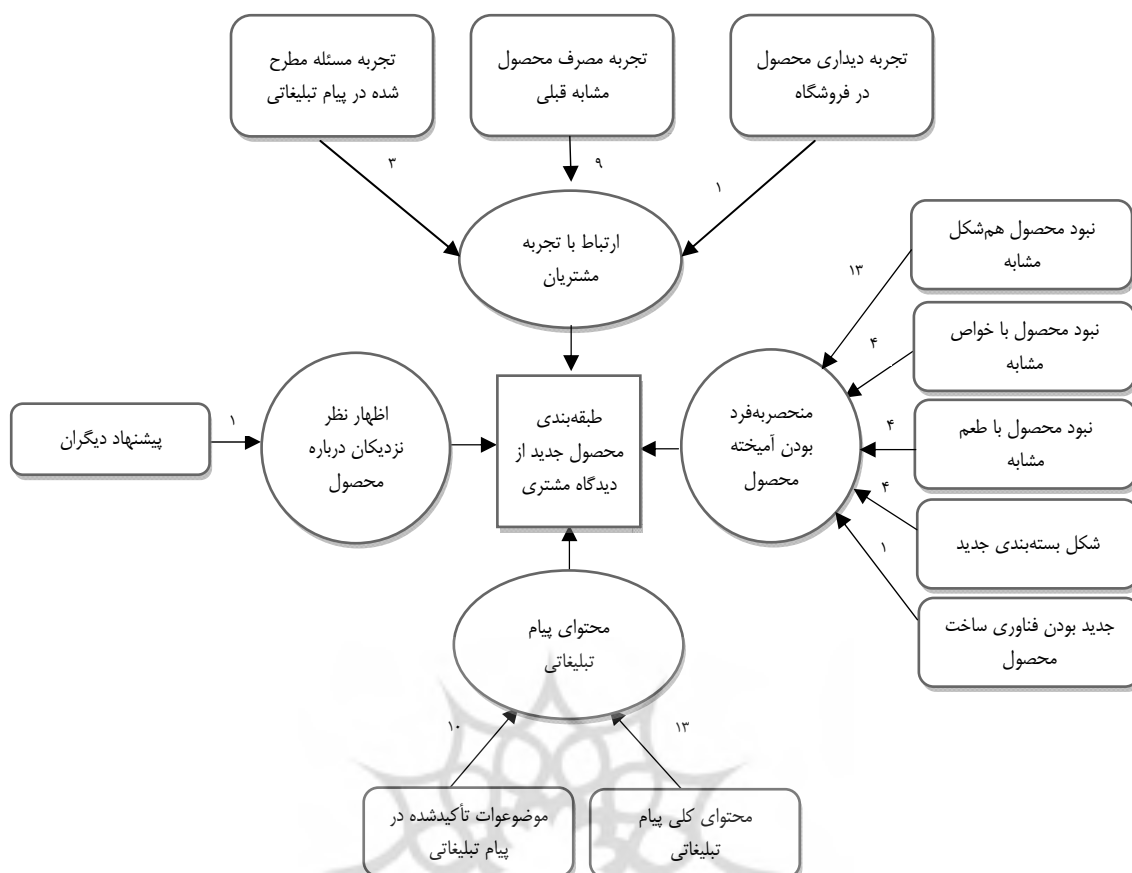 تجربه مسئله مطرح
شده در پیام تبلیغاتی
تجربه مصرف محصول
مشابه قبلی
تجربه دیداری محصول
در فروشگاه
۳
۹
۱
ارتباط با تجربه
مشتریان
نبود محصول هم‌شکل
مشابه
۱۳
نبود محصول با خواص
مشابه
۴
نبود محصول با طعم
مشابه
۴
شکل بسته‌بندی جدید
۴
جدید بودن فناوری ساخت
محصول
۱
منحصربه‌فرد
بودن آمیخته
محصول
طبقه‌بندی
محصول جدید از
دیدگاه مشتری
اظهار نظر
نزدیکان درباره
محصول
۱
پیشنهاد دیگران
محتوای پیام
تبلیغاتی
۱۰
۱۳
موضوعوات تأکیدشده در
پیام تبلیغاتی
محتوای کلی پیام
تبلیغاتی